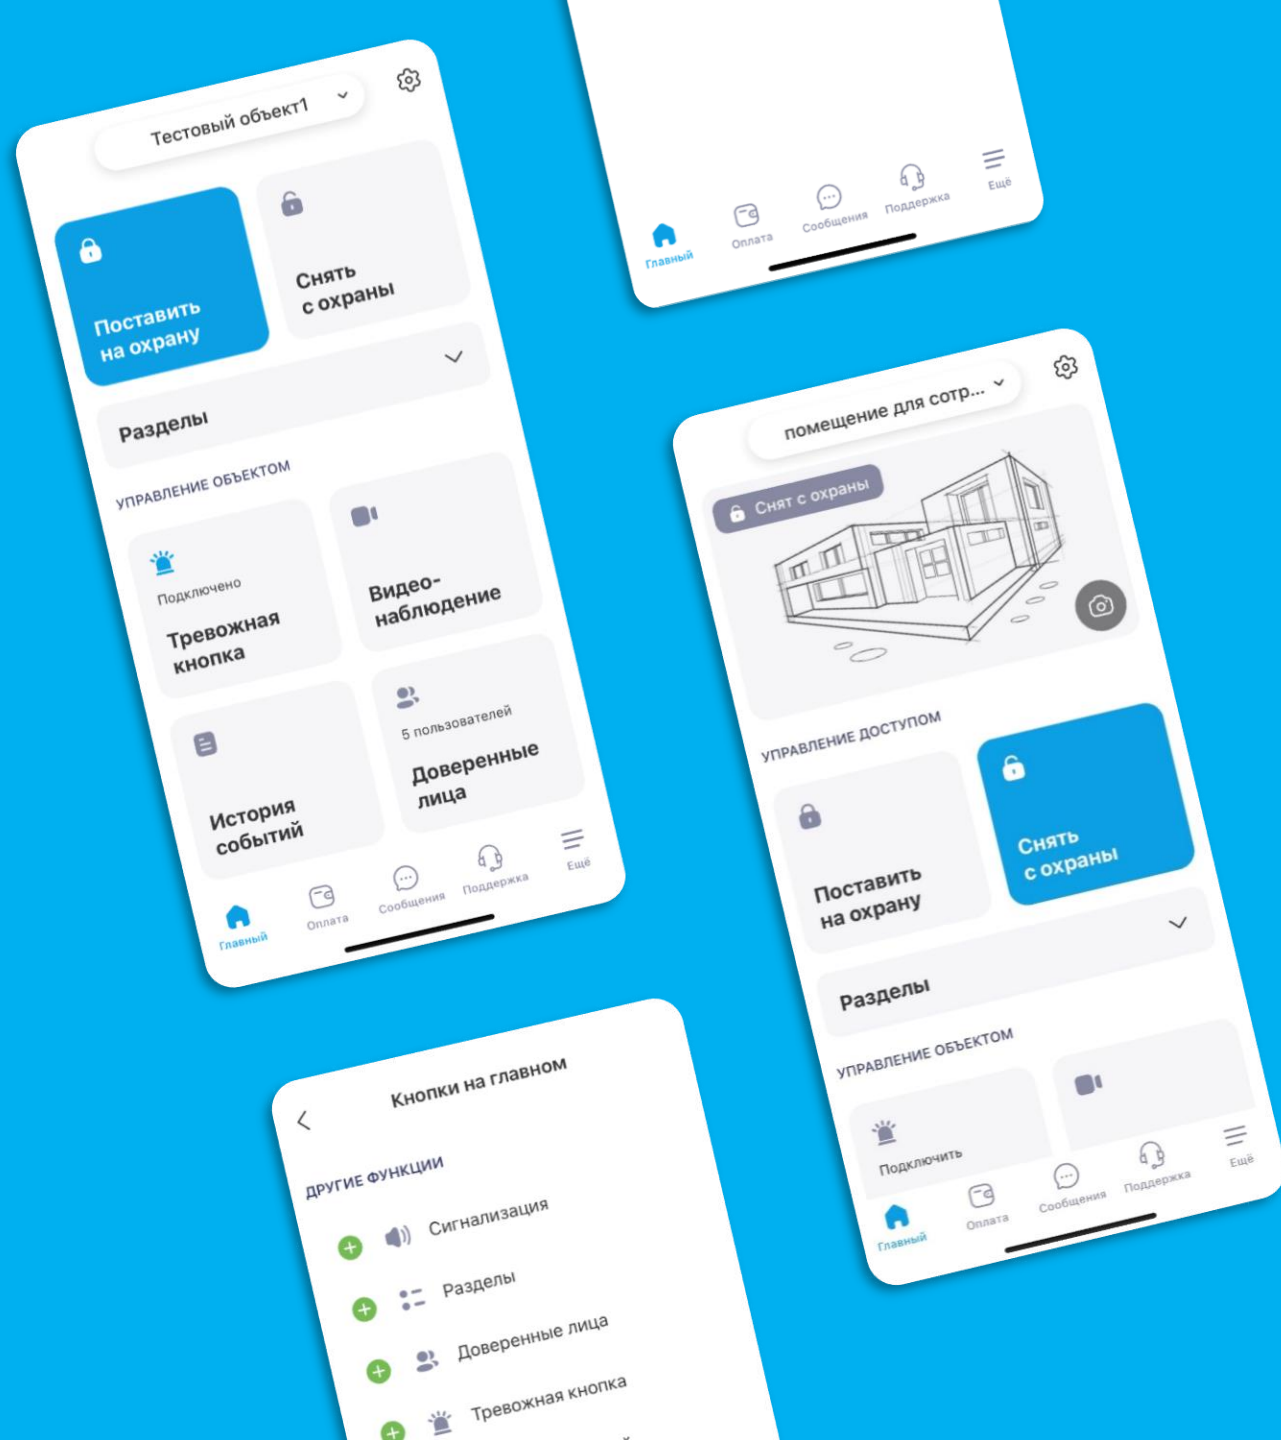 Тестовый объект1
Поставить
на охрану
Снять
с охраны
Разделы
УПРАВЛЕНИЕ ОБЪЕКТОМ
Подключено
Тревожная
кнопка
Видео-
наблюдение
История
событий
5 пользователей
Доверенные
лица
Главный
Оплата
Сообщения
Поддержка
Ещё
Главный
Оплата
Сообщения
Поддержка
Ещё
помещение для сотр...
Снят с охраны
УПРАВЛЕНИЕ ДОСТУПОМ
Поставить
на охрану
Снять
с охраны
Разделы
УПРАВЛЕНИЕ ОБЪЕКТОМ
Подключить
Главный
Оплата
Сообщения
Поддержка
Ещё
Кнопки на главном
ДРУГИЕ ФУНКЦИИ
Сигнализация
Разделы
Доверенные лица
Тревожная кнопка